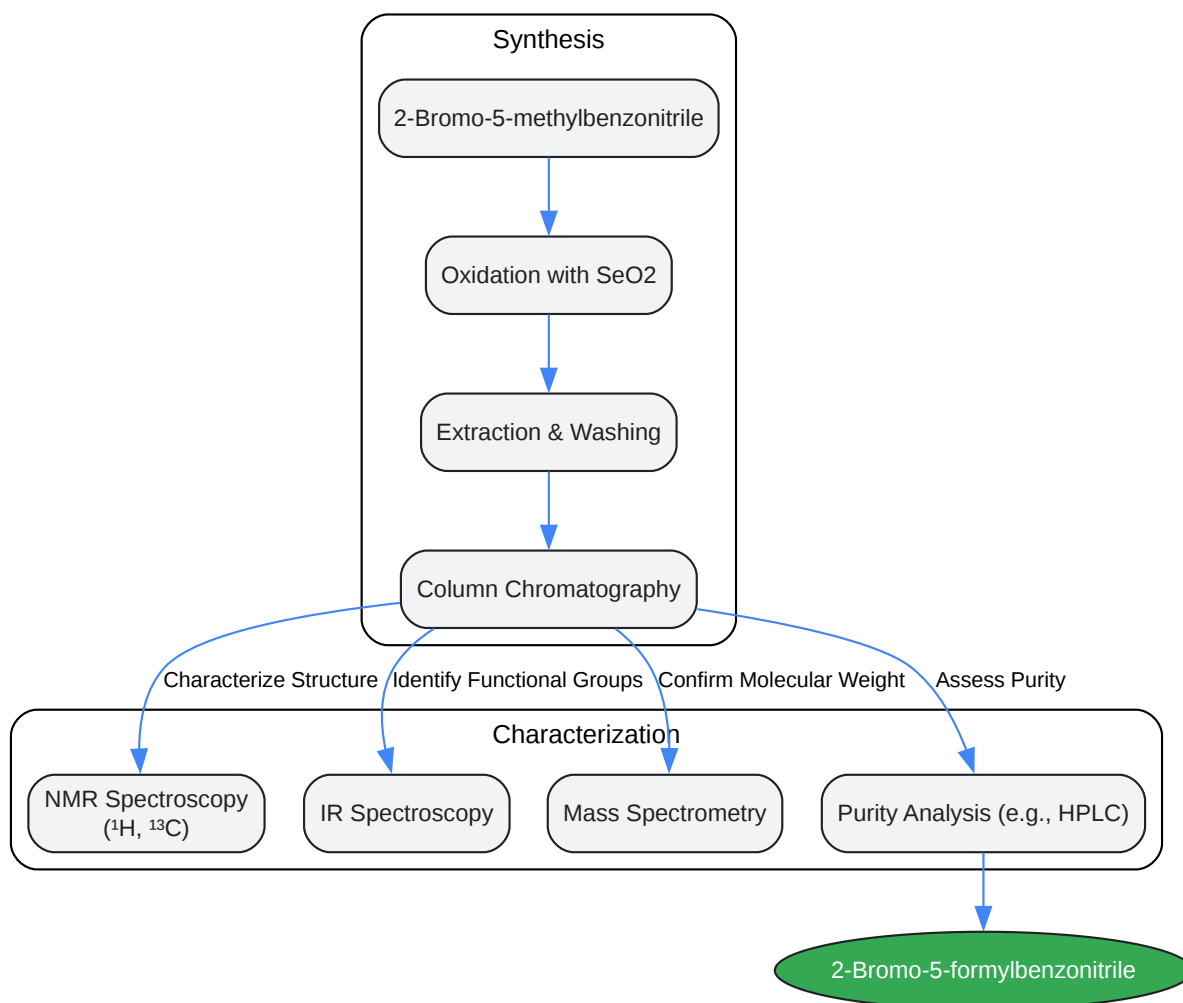 Synthesis
2-Bromo-5-methylbenzonitrile
Oxidation with SeO2
Extraction & Washing
Column Chromatography
Characterize Structure
Identify Functional Groups
Confirm Molecular Weight
Assess Purity
Characterization
NMR Spectroscopy
(¹H, ¹³C)
IR Spectroscopy
Mass Spectrometry
Purity Analysis (e.g., HPLC)
2-Bromo-5-formylbenzonitrile